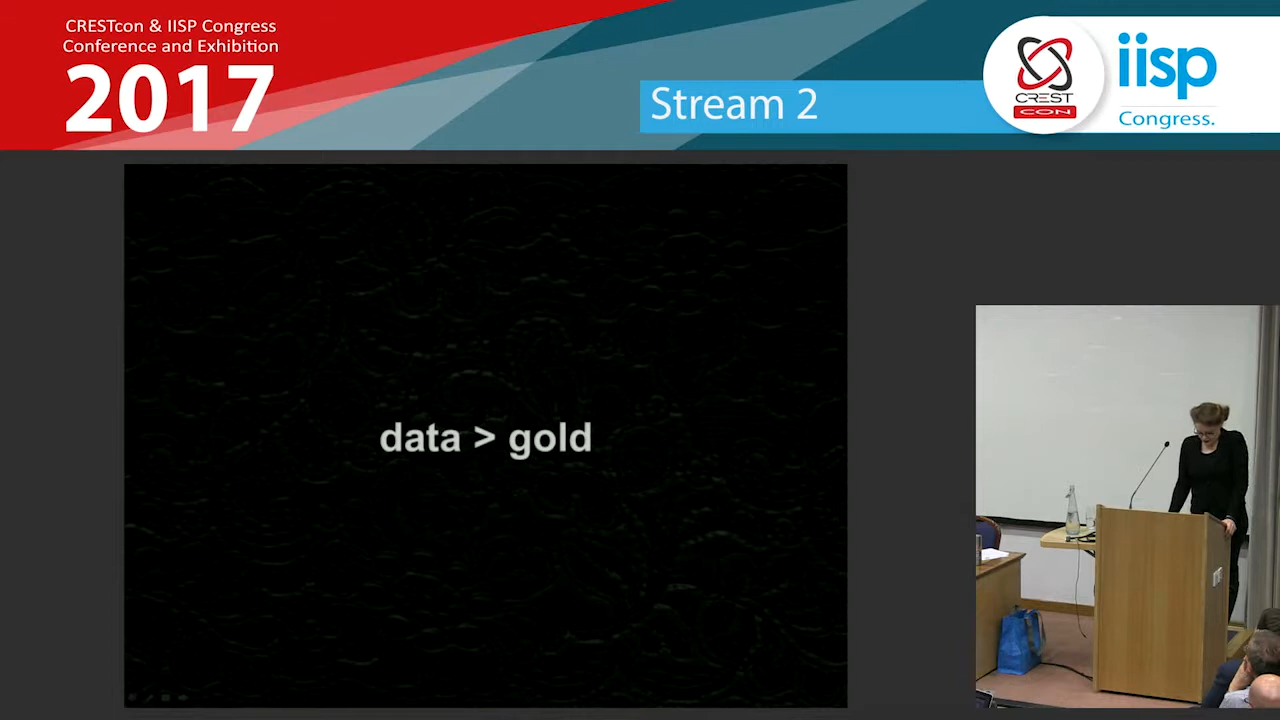 CRESTcon & IISP Congress
Conference and Exhibition
2017
Stream 2
CREST
CON
iisp
Congress.
data > gold